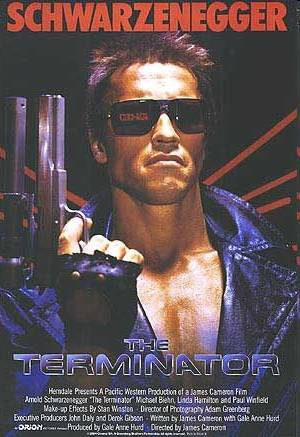 SCHWARZENEGGER
THE
TERMINATOR
Hemdale Presents A Pacific Western Production of a James Cameron Film
Arnold Schwarzenegger "The Terminator" Michael Biehn, Linda Hamilton and Paul Winfield
Make-up Effects By Stan Winston · Director of Photography Adam Greenberg
Executive Producers John Daly and Derek Gibson · Written by James Cameron with Gale Anne Hurd
Produced by Gale Anne Hurd · Directed by James Cameron
ORION